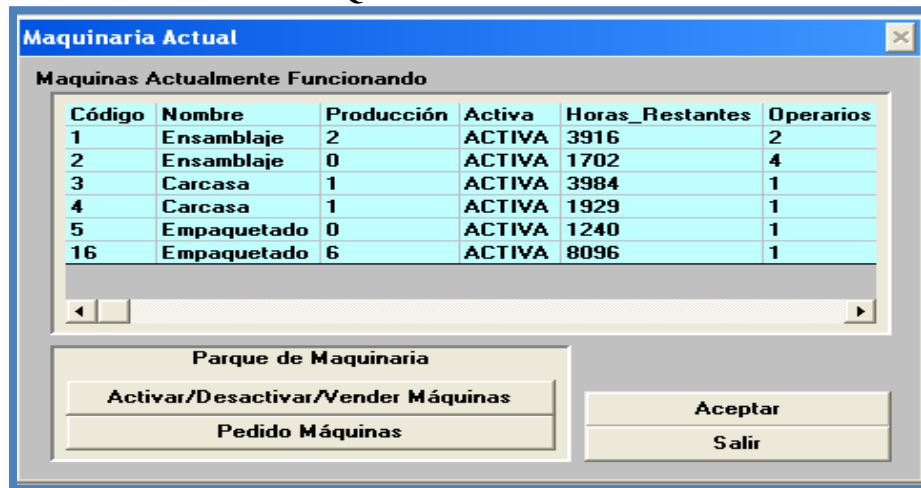 Maquinaria Actual
Maquinas Actualmente Funcionando
Código Nombre Producción Activa Horas_Restantes Operarios
1 Ensamblaje 2 ACTIVA 3916 2
2 Ensamblaje 0 ACTIVA 1702 4
3 Carcasa 1 ACTIVA 3984 1
4 Carcasa 1 ACTIVA 1929 1
5 Empaquetado 0 ACTIVA 1240 1
16 Empaquetado 6 ACTIVA 8096 1
Parque de Maquinaria
Activar/Desactivar/Vender Máquinas
Pedido Máquinas
Aceptar
Salir